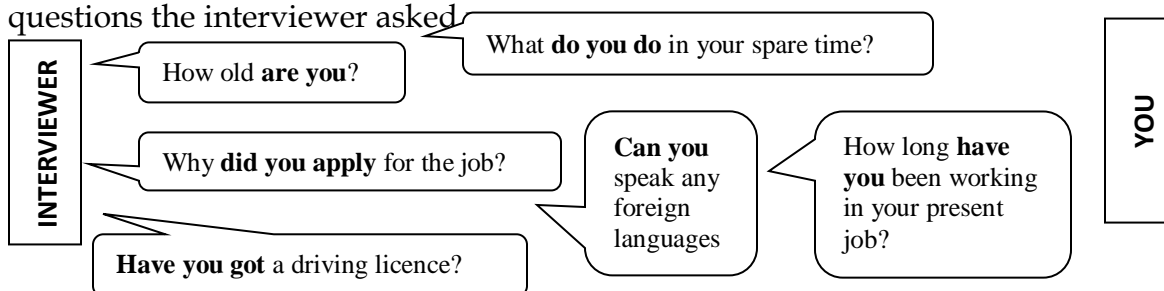 questions the interviewer asked
INTERVIEWER
How old are you?
What do you do in your spare time?
Why did you apply for the job?
Can you
speak any
foreign
languages
How long have
you been working
in your present
job?
Have you got a driving licence?
YOU